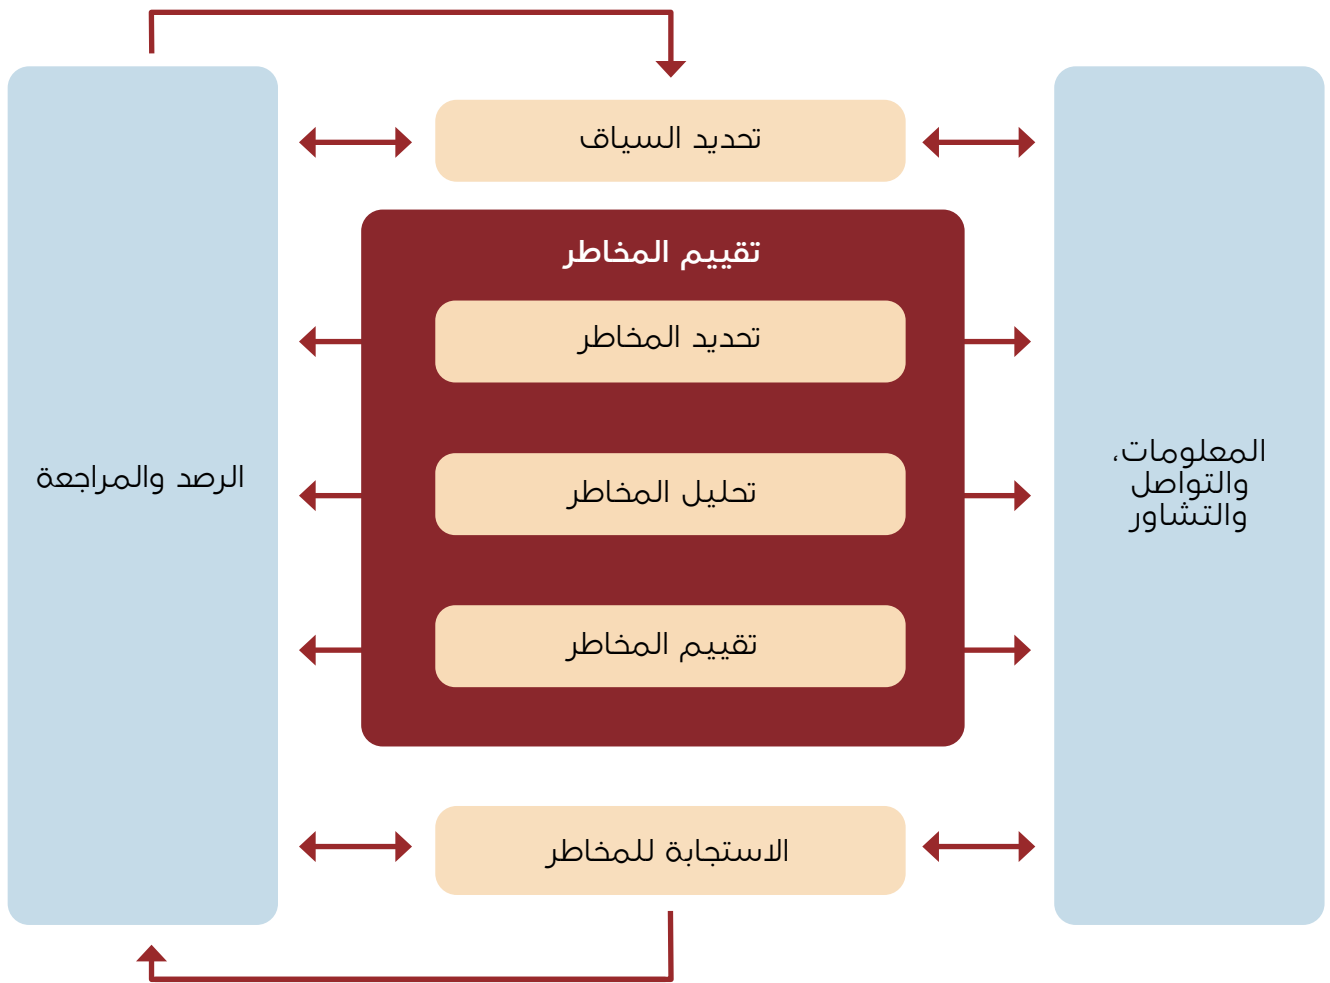 تحديد السياق
تقييم المخاطر
تحديد المخاطر
تحليل المخاطر
تقييم المخاطر
الاستجابة للمخاطر
المعلومات،
والتواصل
والتشاور
الرصد والمراجعة